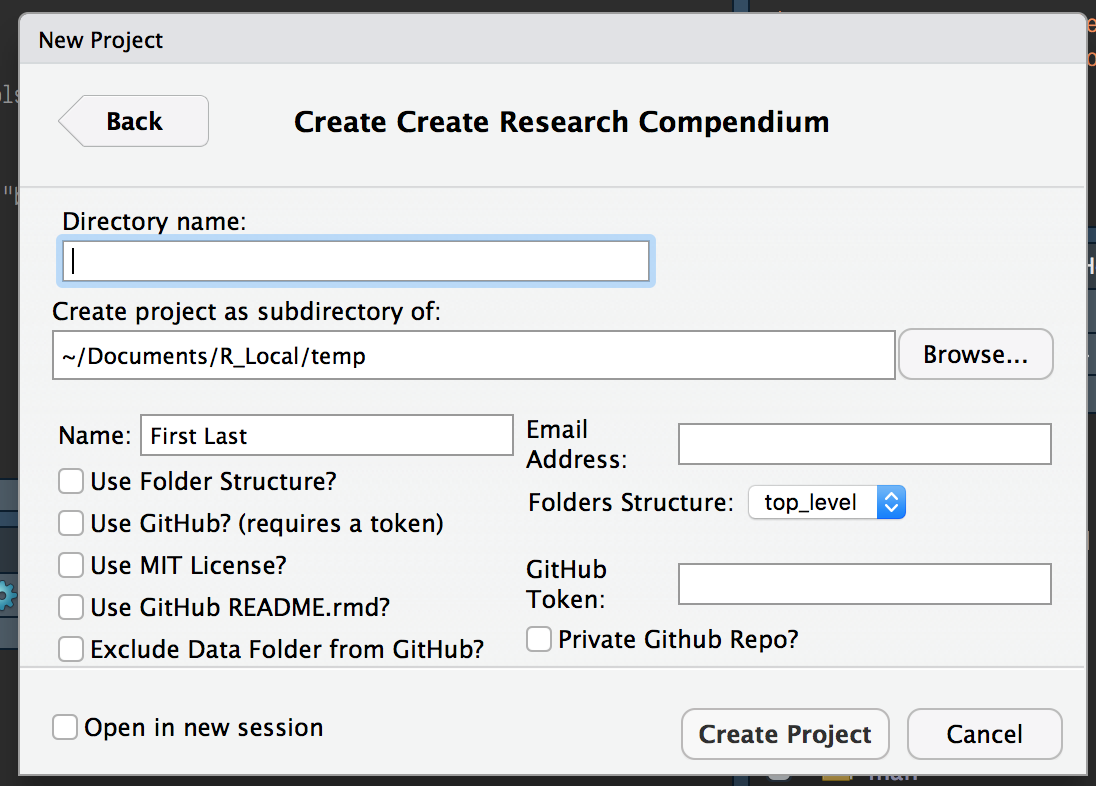 New Project
Back
Create Create Research Compendium
Directory name:
Create project as subdirectory of:
~/Documents/R_Local/temp
Browse...
Name:
First Last
Email
Address:
Use Folder Structure?
Folders Structure:
top_level
Use GitHub? (requires a token)
Use MIT License?
GitHub
Token:
Use GitHub README.rmd?
Private Github Repo?
Exclude Data Folder from GitHub?
Open in new session
Create Project
Cancel